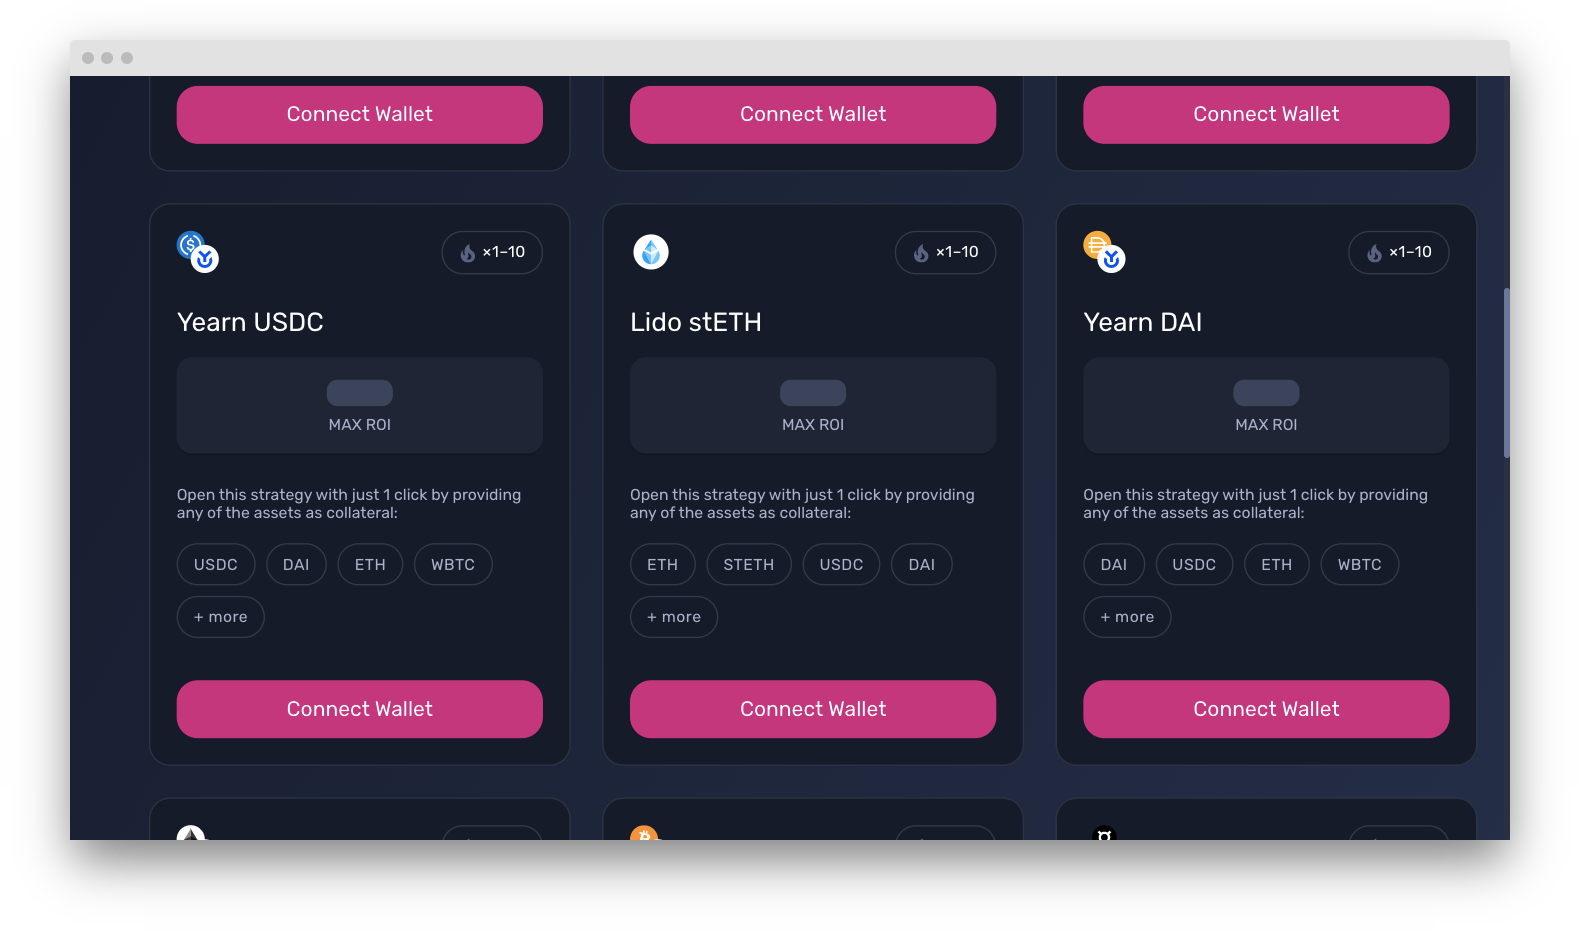 Connect Wallet
Connect Wallet
Connect Wallet
×1–10
×1–10
×1–10
Yearn USDC
Lido stETH
Yearn DAI
MAX ROI
MAX ROI
MAX ROI
Open this strategy with just 1 click by providing
any of the assets as collateral:
Open this strategy with just 1 click by providing
any of the assets as collateral:
Open this strategy with just 1 click by providing
any of the assets as collateral:
USDC DAI ETH WBTC
+ more
ETH STETH USDC DAI
+ more
DAI USDC ETH WBTC
+ more
Connect Wallet
Connect Wallet
Connect Wallet